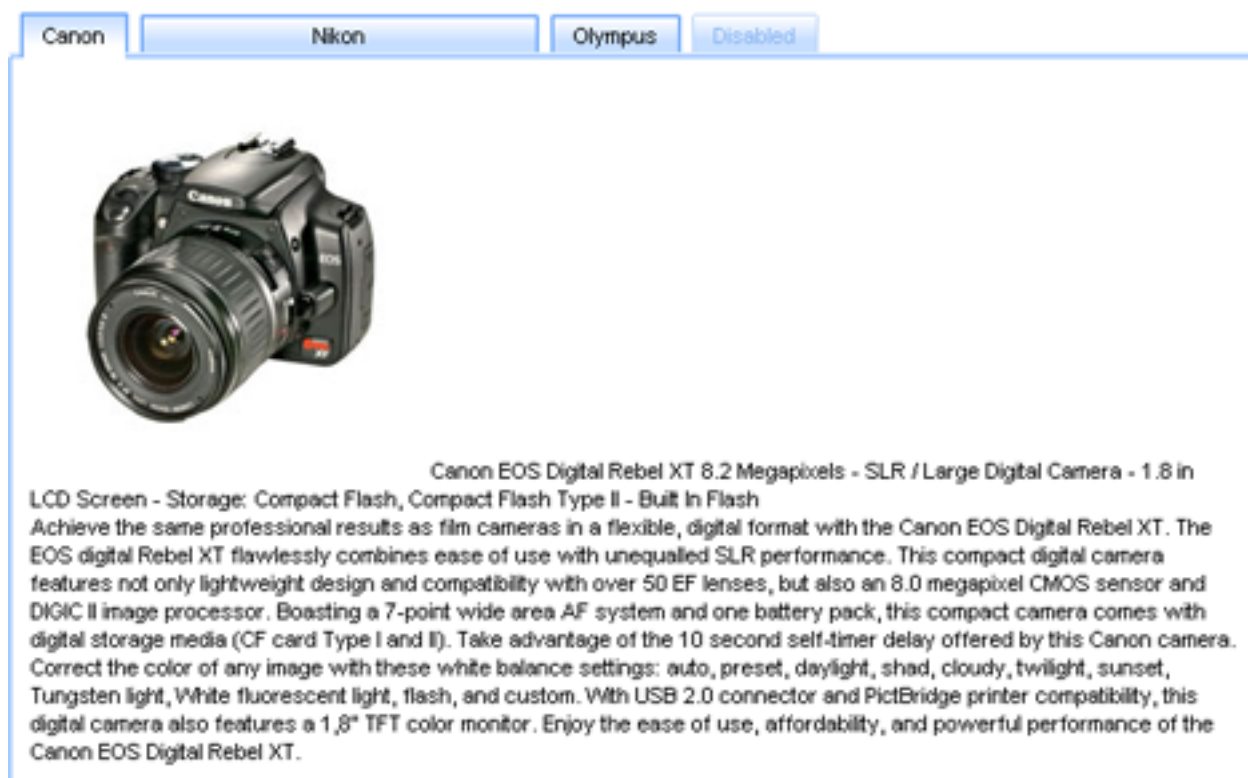 Canon Nikon Olympus Disabled
Canon
EOS
XT
Canon EOS Digital Rebel XT 8.2 Megapixels - SLR / Large Digital Camera - 1.8 in
LCD Screen - Storage: Compact Flash, Compact Flash Type II - Built In Flash
Achieve the same professional results as film cameras in a flexible, digital format with the Canon EOS Digital Rebel XT. The
EOS digital Rebel XT flawlessly combines ease of use with unequalled SLR performance. This compact digital camera
features not only lightweight design and compatibility with over 50 EF lenses, but also an 8.0 megapixel CMOS sensor and
DIGIC II image processor. Boasting a 7-point wide area AF system and one battery pack, this compact camera comes with
digital storage media (CF card Type I and II). Take advantage of the 10 second self-timer delay offered by this Canon camera.
Correct the color of any image with these white balance settings: auto, preset, daylight, shad, cloudy, twilight, sunset,
Tungsten light, White fluorescent light, flash, and custom. With USB 2.0 connector and PictBridge printer compatibility, this
digital camera also features a 1,8" TFT color monitor. Enjoy the ease of use, affordability, and powerful performance of the
Canon EOS Digital Rebel XT.